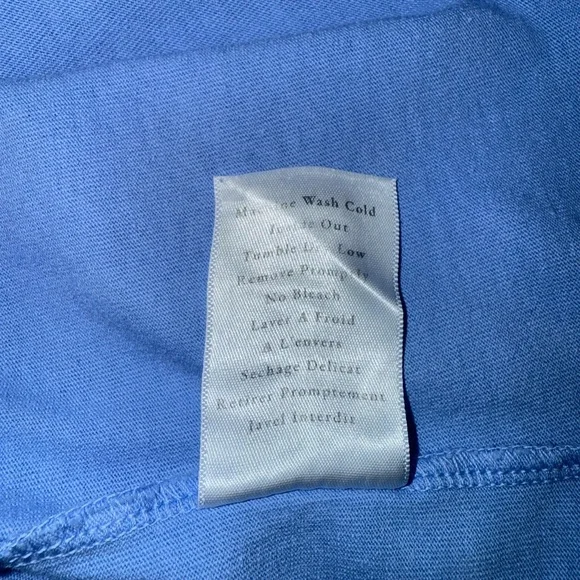 Machine Wash Cold
Inside Out
Tumble Dry Low
Remove Promptly
No Bleach
Laver A Froid
A L'envers
Sechage Delicat
Retirer Promptement
Javel Interdit